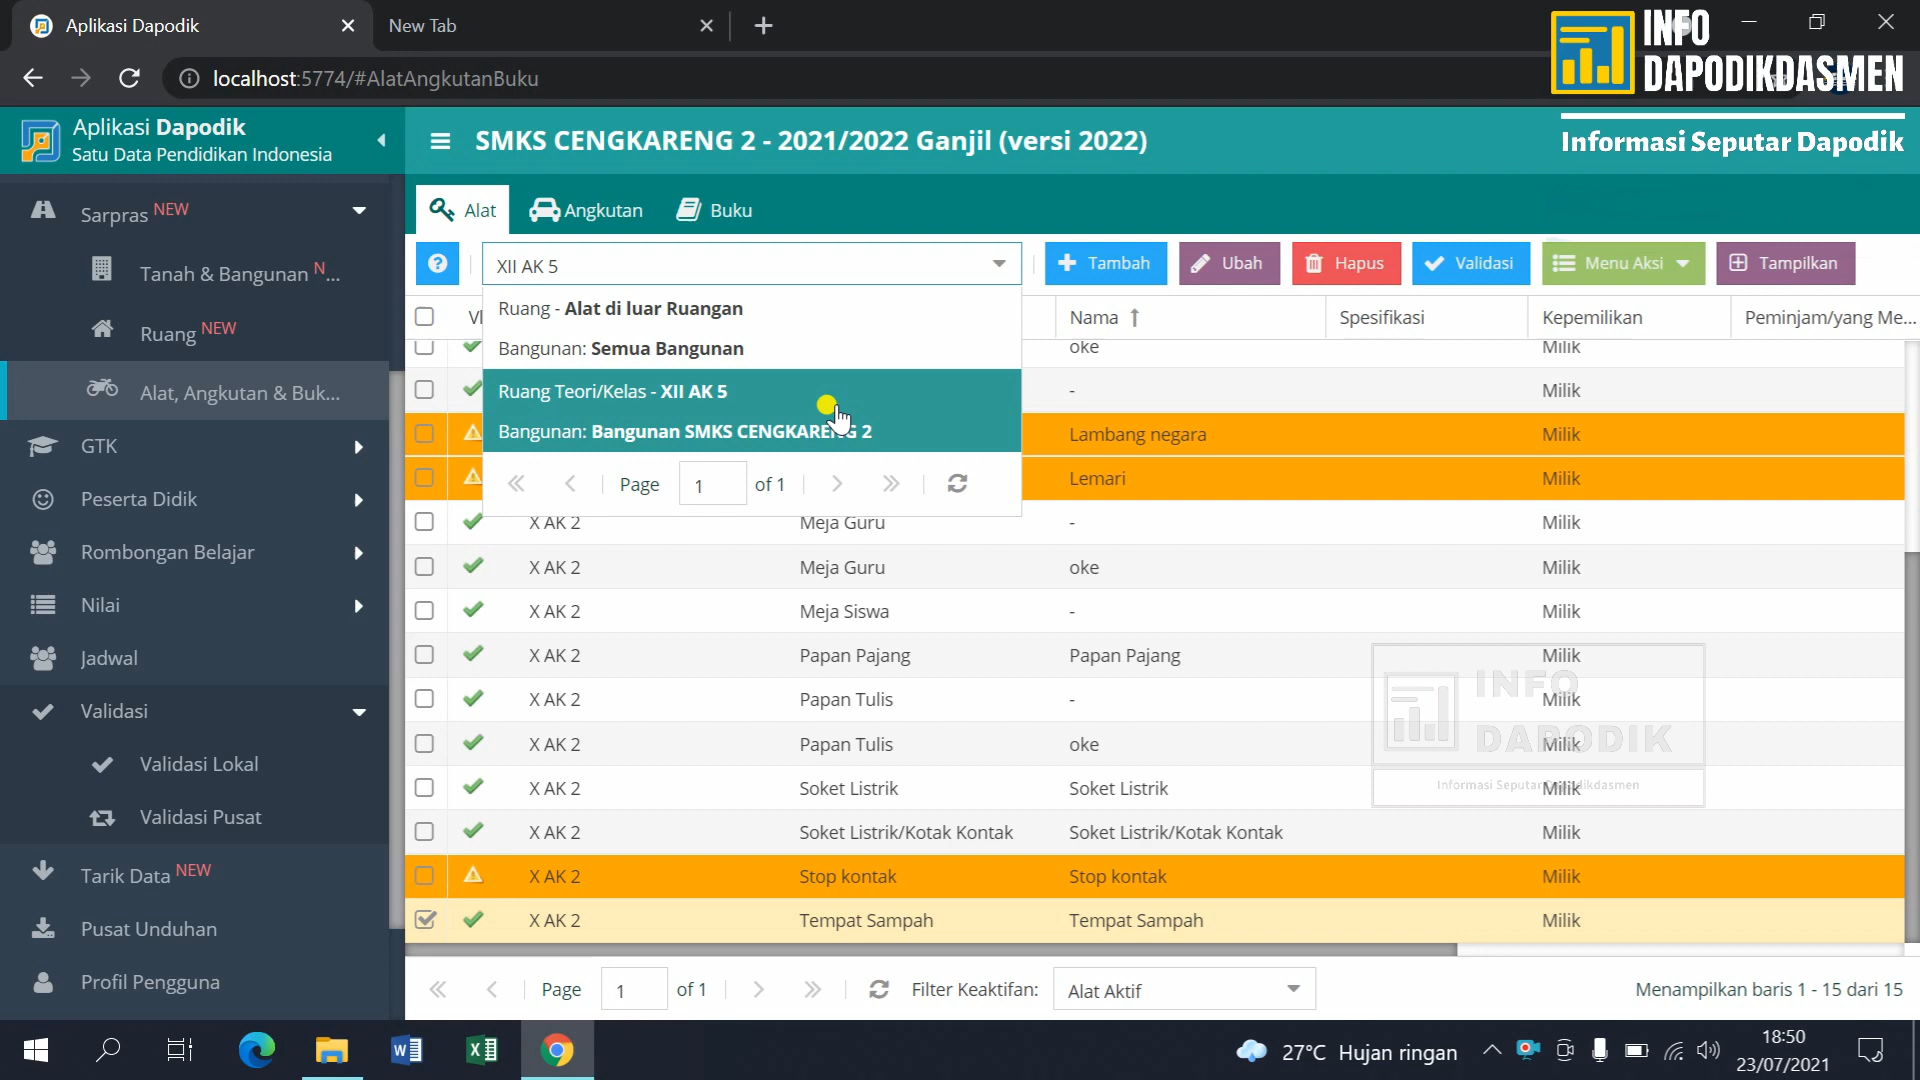 Aplikasi Dapodik
New Tab
localhost:5774/#AlatAngkutanBuku
INFO
DAPODIKDASMEN
Informasi Seputar Dapodik
Aplikasi Dapodik
Satu Data Pendidikan Indonesia
SMKS CENGKARENG 2 - 2021/2022 Ganjil (versi 2022)
Sarpras NEW
Tanah & Bangunan N...
Ruang NEW
Alat, Angkutan & Buk...
GTK
Peserta Didik
Rombongan Belajar
Nilai
Jadwal
Validasi
Validasi Lokal
Validasi Pusat
Tarik Data NEW
Pusat Unduhan
Profil Pengguna
Alat
Angkutan
Buku
XII AK 5
Tambah
Ubah
Hapus
Validasi
Menu Aksi
Tampilkan
Ruang - Alat di luar Ruangan
Bangunan: Semua Bangunan
Ruang Teori/Kelas - XII AK 5
Bangunan: Bangunan SMKS CENGKARENG 2
Page 1 of 1
Nama Spesifikasi Kepemilikan Peminjam/yang Me...
oke Milik
- Milik
Lambang negara Milik
Lemari Milik
X AK 2 Meja Guru - Milik
X AK 2 Meja Guru oke Milik
X AK 2 Meja Siswa - Milik
X AK 2 Papan Pajang Papan Pajang Milik
X AK 2 Papan Tulis - Milik
X AK 2 Papan Tulis oke Milik
X AK 2 Soket Listrik Soket Listrik Milik
X AK 2 Soket Listrik/Kotak Kontak Soket Listrik/Kotak Kontak Milik
X AK 2 Stop kontak Stop kontak Milik
X AK 2 Tempat Sampah Tempat Sampah Milik
INFO
DAPODIK
Informasi Seputar
Page 1 of 1
Filter Keaktifan: Alat Aktif
Menampilkan baris 1 - 15 dari 15
27°C Hujan ringan
18:50
23/07/2021